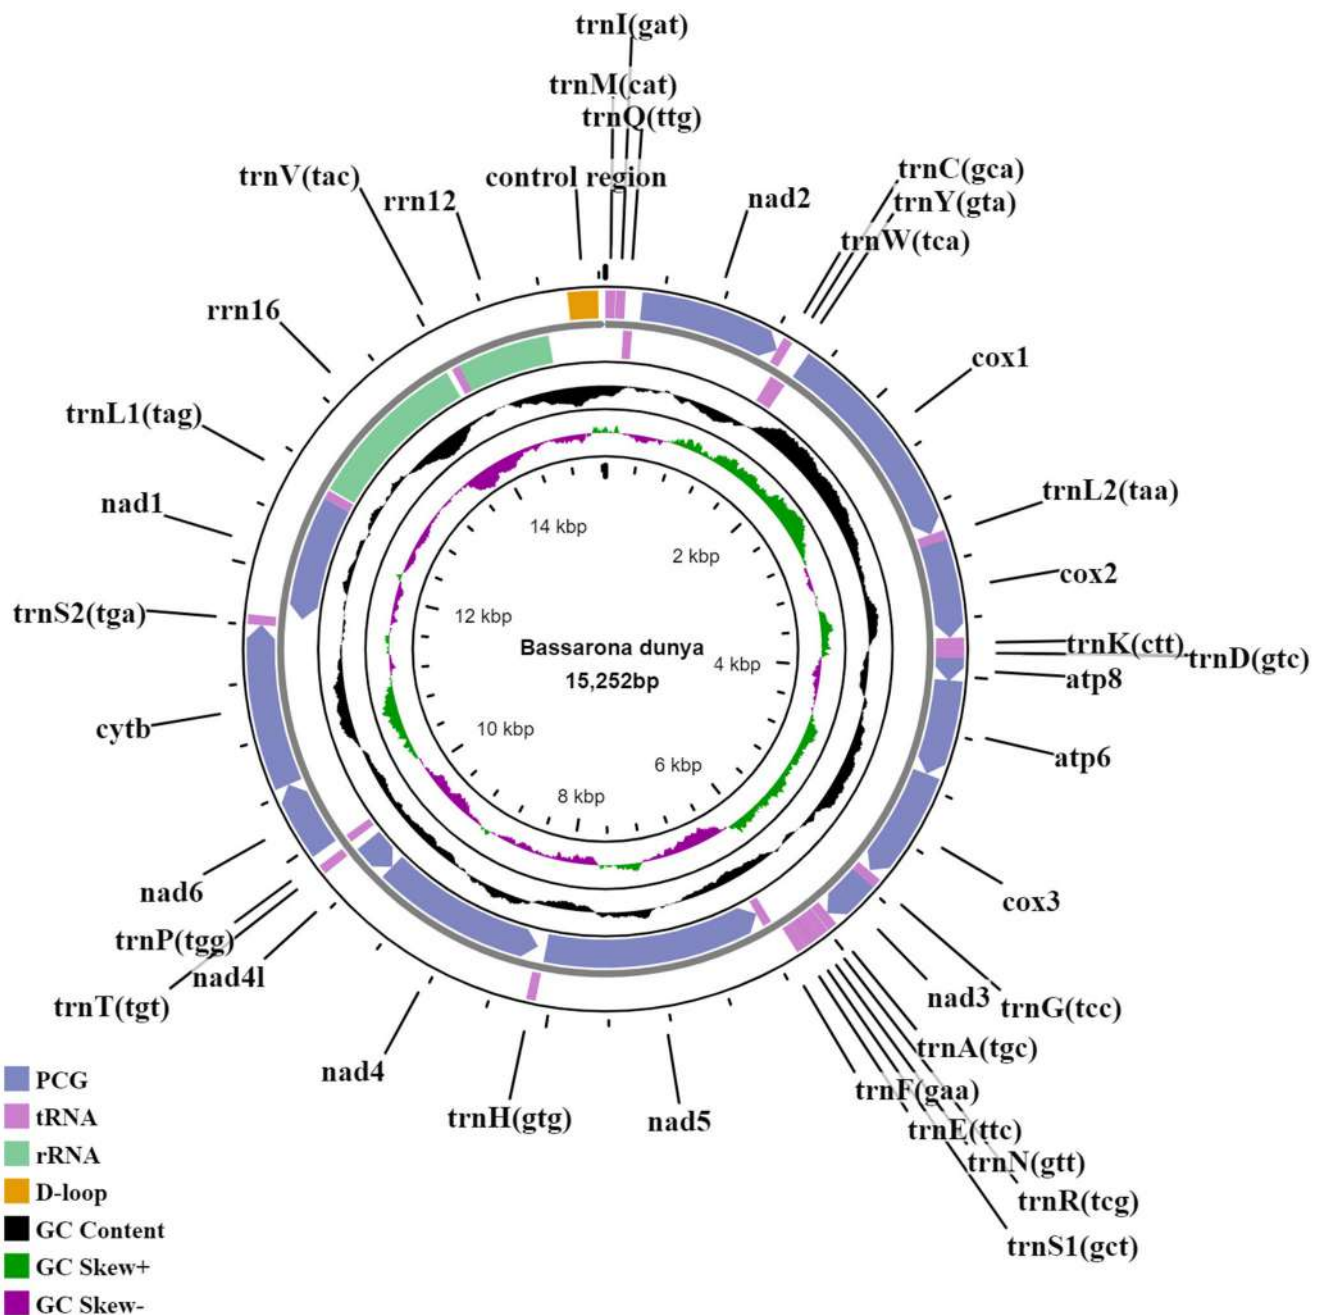 trnI(gat)
trnM(cat)
trnQ(ttg)
control region
trnV(tac)
rrn12
nad2
trnC(gca)
trnY(gta)
trnW(tca)
rrn16
cox1
trnL1(tag)
trnL2(taa)
nad1
cox2
trnS2(tga)
trnK(ctt)
trnD(gtc)
atp8
cytb
atp6
nad6
cox3
trnP(tgg)
nad4l
trnT(tgt)
nad3
trnG(tcc)
trnA(tgc)
nad4
trnF(gaa)
trnH(gtg)
nad5
trnE(ttc)
trnN(gtt)
trnR(tcg)
trnS1(gct)
14 kbp
2 kbp
12 kbp
Bassarona dunya
15,252bp
4 kbp
10 kbp
6 kbp
8 kbp
PCG
tRNA
rRNA
D-loop
GC Content
GC Skew+
GC Skew-